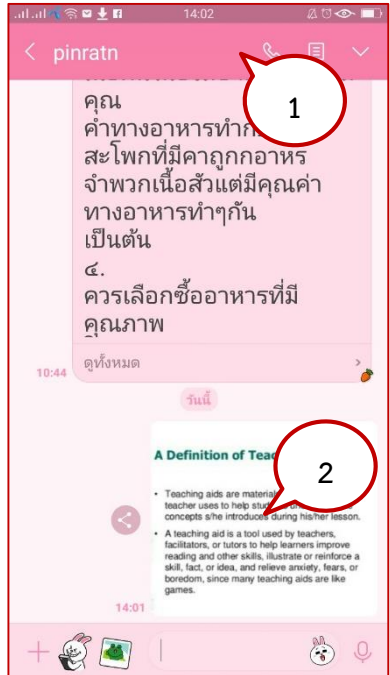 14:02
pinratn
1
คุณ
คำทางอาหารทำก
สะโพกที่มีคาถูกกอาหร
จำพวกเนื้อสัวแต่มีคุณค่า
ทางอาหารทำๆกัน
เป็นต้น
๔.
ควรเลือกซื้ออาหารที่มี
คุณภาพ
ดูทั้งหมด
10:44
วันนี้
A Definition of Teac
2
• Teaching aids are material
teacher uses to help stud
concepts s/he introduces during his/her lesson.
• A teaching aid is a tool used by teachers,
facilitators, or tutors to help learners improve
reading and other skills, illustrate or reinforce a
skill, fact, or idea, and relieve anxiety, fears, or
boredom, since many teaching aids are like
games.
14:01